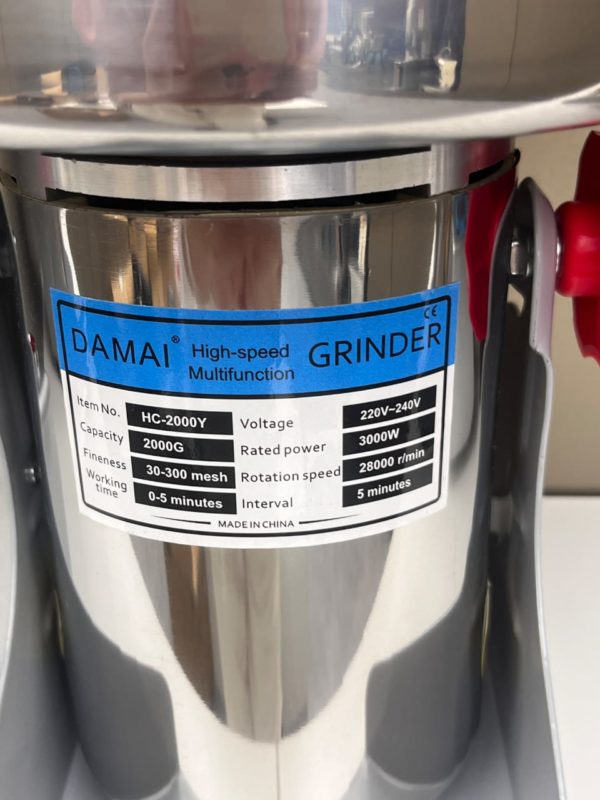 DAMAI® High-speed Multifunction GRINDER CE
Item No. HC-2000Y Voltage 220V~240V
Capacity 2000G Rated power 3000W
Fineness 30-300 mesh Rotation speed 28000 r/min
Working time 0-5 minutes Interval 5 minutes
MADE IN CHINA